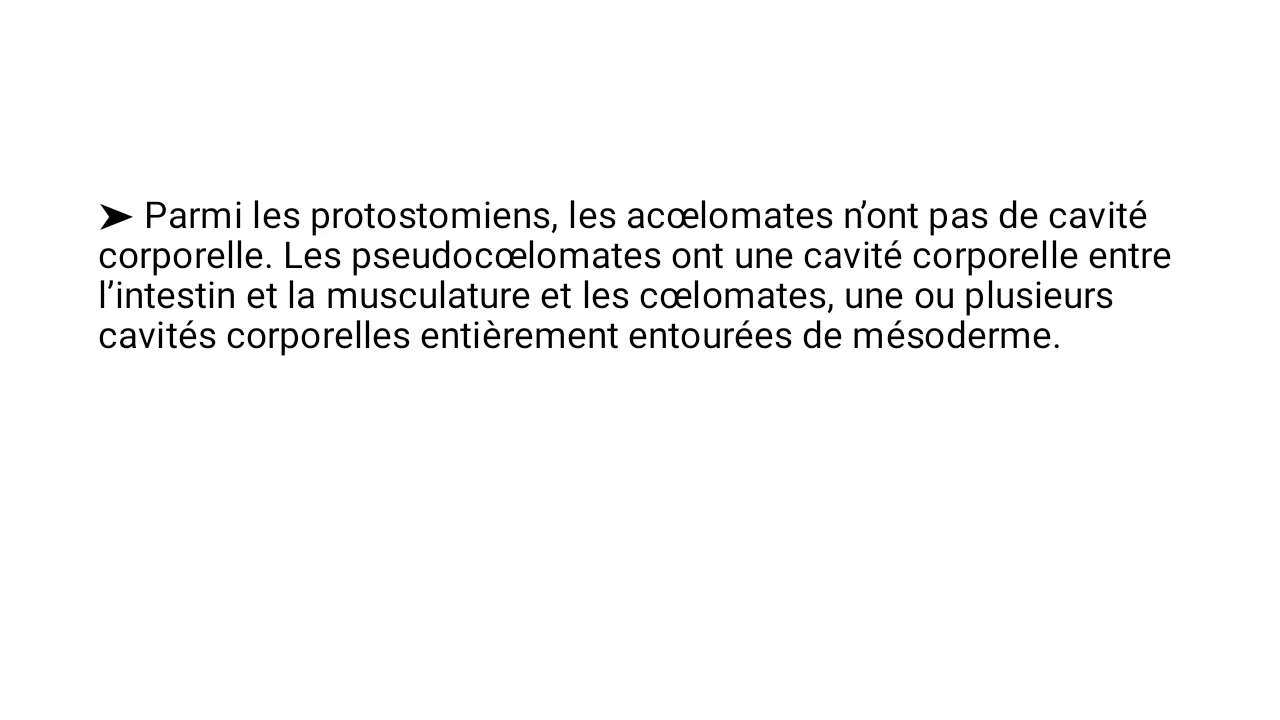 ➤ Parmi les protostomiens, les acœlomates n’ont pas de cavité
corporelle. Les pseudocœlomates ont une cavité corporelle entre
l’intestin et la musculature et les cœlomates, une ou plusieurs
cavités corporelles entièrement entourées de mésoderme.